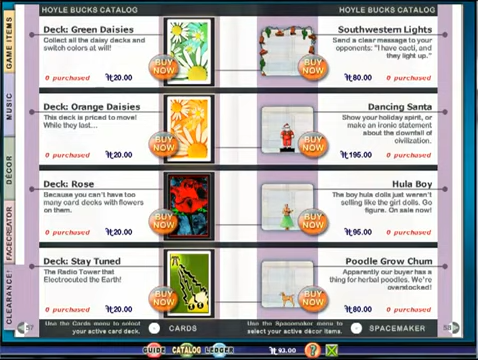 HOYLE BUCKS CATALOG
HOYLE BUCKS CATALOG
GAME ITEMS
MUSIC
DÉCOR
FACECREATOR
CLEARANCE!
Deck: Green Daisies
Collect all the daisy decks and
switch colors at will!
0 purchased
20.00
BUY NOW
Deck: Orange Daisies
This deck is priced to move!
While they last...
0 purchased
20.00
BUY NOW
Deck: Rose
Because you can't have too
many card decks with flowers
on them.
0 purchased
20.00
BUY NOW
Deck: Stay Tuned
The Radio Tower that
Electrocuted the Earth!
0 purchased
20.00
BUY NOW
Southwestern Lights
Send a clear message to your
opponents: "I have cacti, and
they light up."
BUY NOW
80.00
0 purchased
Dancing Santa
Show your holiday spirit, or
make an ironic statement
about the downfall of
civilization.
BUY NOW
195.00
0 purchased
Hula Boy
The boy hula dolls just weren't
selling like the girl dolls. Go
figure. On sale now!
BUY NOW
95.00
0 purchased
Poodle Grow Chum
Apparently our buyer has a
thing for herbal poodles. We're
overstocked!
BUY NOW
80.00
0 purchased
57
Use the Cards menu to select
your active card deck.
CARDS
Use the Spacemaker menu to
select your active décor items.
SPACEMAKER
58
GUIDE
CATALOG
LEDGER
93.00
?